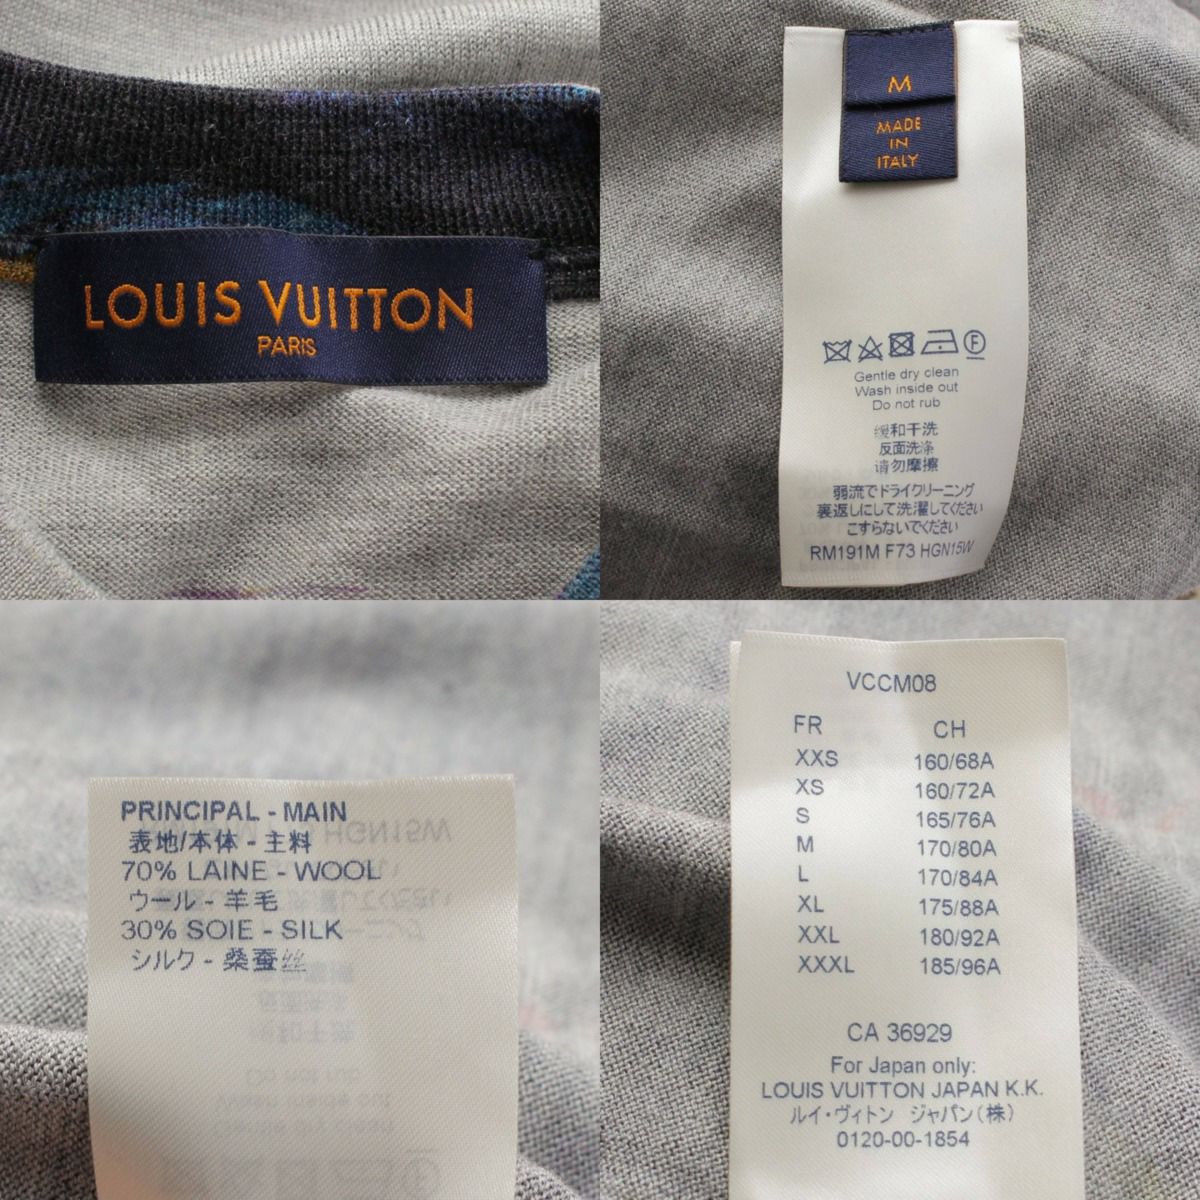 LOUIS VUITTON
PARIS
M
MADE
IN
ITALY
F
Gentle dry clean
Wash inside out
Do not rub
缓和干洗
反面洗涤
请勿摩擦
弱流でドライクリーニング
裏返しにして洗濯してください
こすらないでください
RM191M F73 HGN15W
PRINCIPAL - MAIN
表地/本体 - 主料
70% LAINE - WOOL
ウール - 羊毛
30% SOIE - SILK
シルク - 桑蚕丝
VCCM08
FR CH
XXS 160/68A
XS 160/72A
S 165/76A
M 170/80A
L 170/84A
XL 175/88A
XXL 180/92A
XXXL 185/96A
CA 36929
For Japan only:
LOUIS VUITTON JAPAN K.K.
ルイ・ヴィトン ジャパン(株)
0120-00-1854